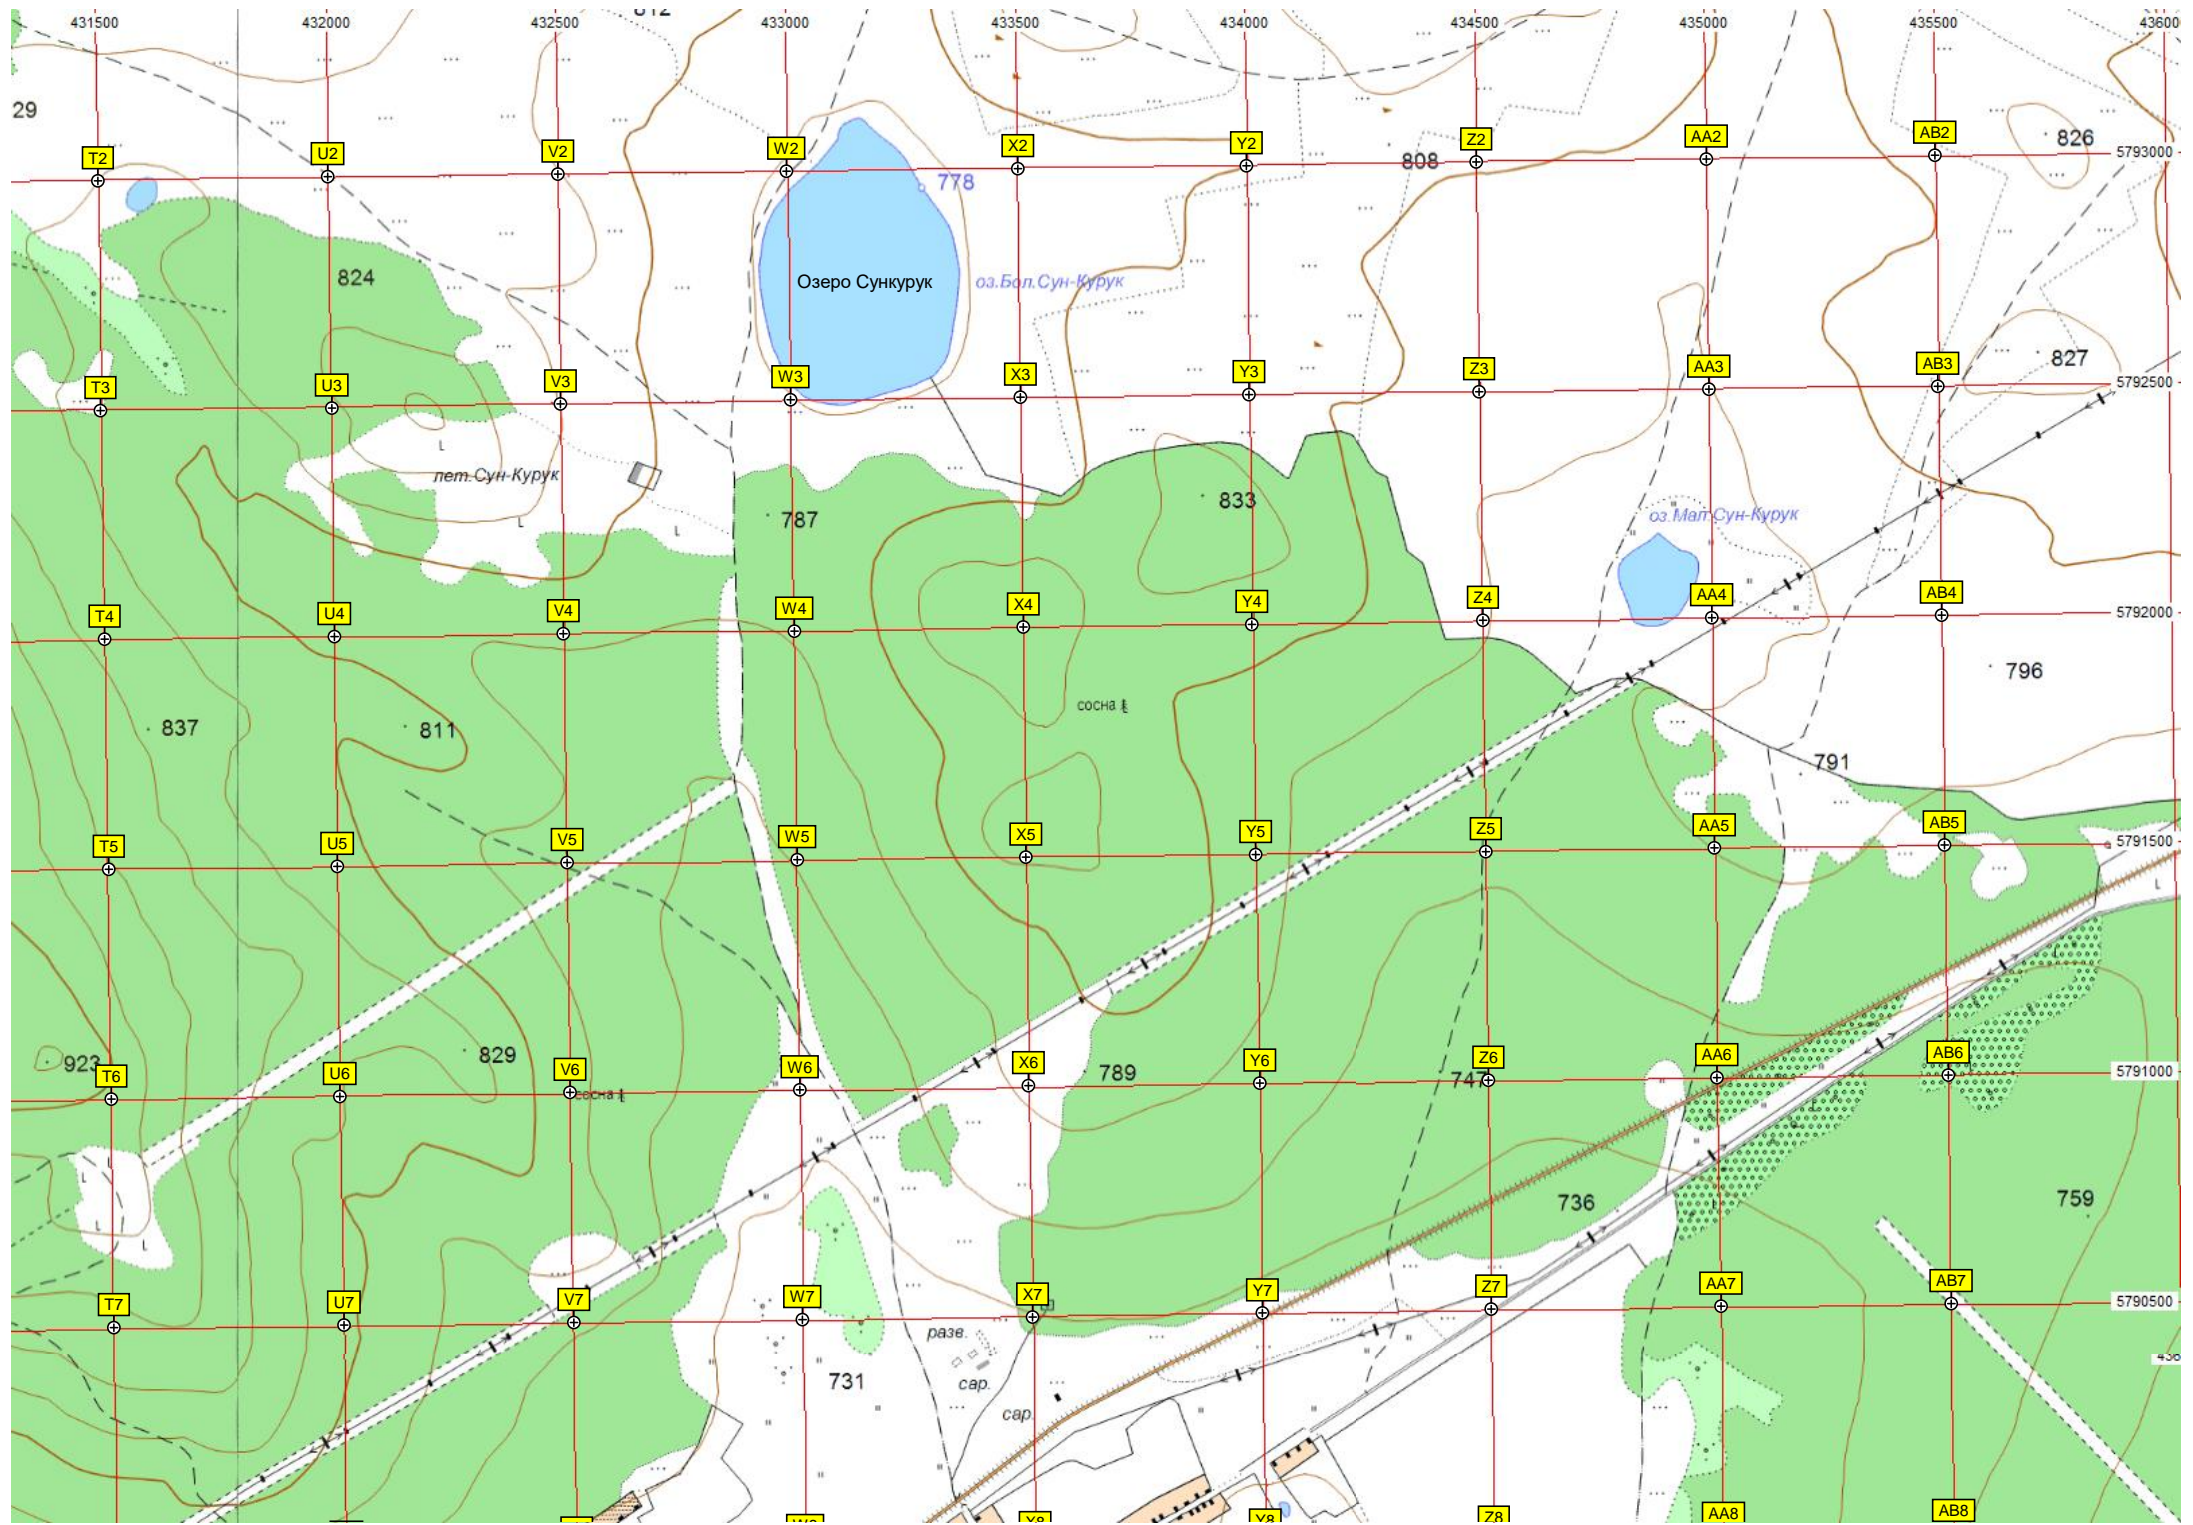 431500 432000 432500 433000 433500 434000 434500 435000 435500 436000
812
29
T2 U2 V2 W2 X2 Y2 Z2 AA2 AB2
808 826 5793000
778
824 Озеро Сункурук оз.Бол.Сун-Курук
827
T3 U3 V3 W3 X3 Y3 Z3 AA3 AB3 5792500
лет.Сун-Курук
787 833 оз.Мал.Сун-Курук
T4 U4 V4 W4 X4 Y4 Z4 AA4 AB4 5792000
796
837 811 сосна
791
T5 U5 V5 W5 X5 Y5 Z5 AA5 AB5 5791500
923 829
T6 U6 V6 W6 X6 789 Y6 747 Z6 AA6 AB6 5791000
сосна
736 759
T7 U7 V7 W7 X7 Y7 Z7 AA7 AB7 5790500
разв.
731 сар.
сар.
X8 Y8 Z8 AA8 AB8